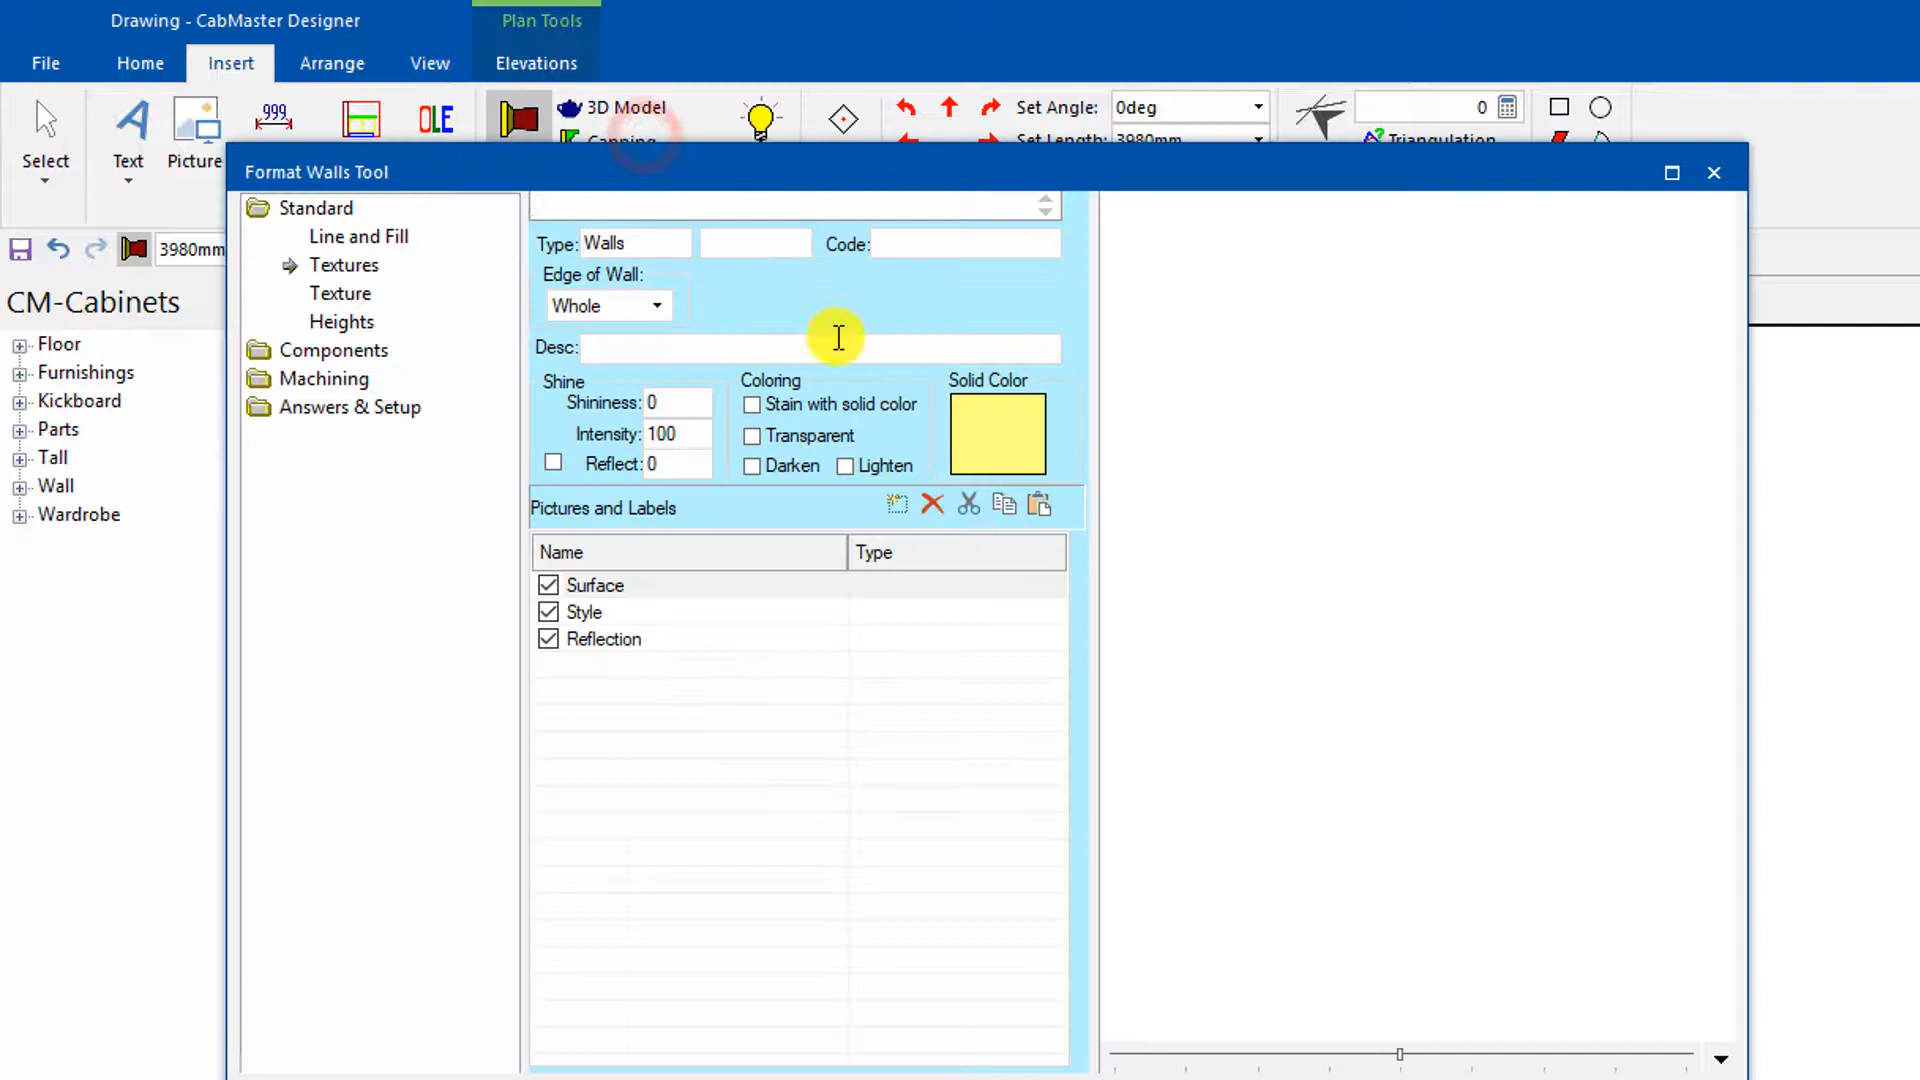 Drawing - CabMaster Designer
Plan Tools
File
Home
Insert
Arrange
View
Elevations
Select
Text
Picture
999
OLE
3D Model
Capping
Set Angle: 0deg
Set Length: 3980mm
0
Triangulation
3980mm
CM-Cabinets
Floor
Furnishings
Kickboard
Parts
Tall
Wall
Wardrobe
Format Walls Tool
Standard
Line and Fill
Textures
Texture
Heights
Components
Machining
Answers & Setup
Type: Walls
Code:
Edge of Wall:
Whole
Desc:
Shine
Shininess: 0
Intensity: 100
Reflect: 0
Coloring
Stain with solid color
Transparent
Darken
Lighten
Solid Color
Pictures and Labels
Name
Type
Surface
Style
Reflection